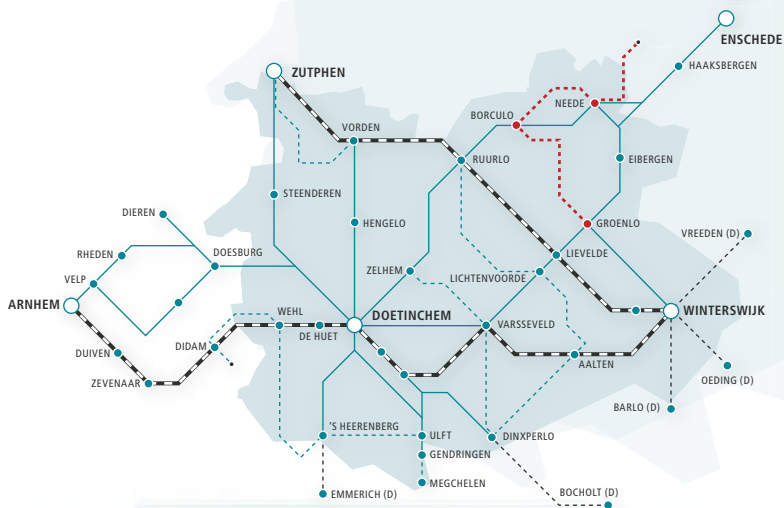 ENSCHEDE
HAAKSBERGEN
ZUTPHEN
NEEDE
BORCULO
VORDEN
RUURLO
EIBERGEN
STEENDEREN
DIEREN
HENGELO
GROENLO
VREEDEN (D)
RHEDEN
DOESBURG
LIEVELDE
ZELHEM
LICHTENVOORDE
VELP
ARNHEM
WEHL
DOETINCHEM
WINTERSWIJK
VARSSEVELD
DE HUET
DIDAM
DUIVEN
AALTEN
ZEVENAAR
OEDING (D)
BARLO (D)
'S HEERENBERG
ULFT
DINXPERLO
GENDRINGEN
MEGCHELEN
EMMERICH (D)
BOCHOLT (D)